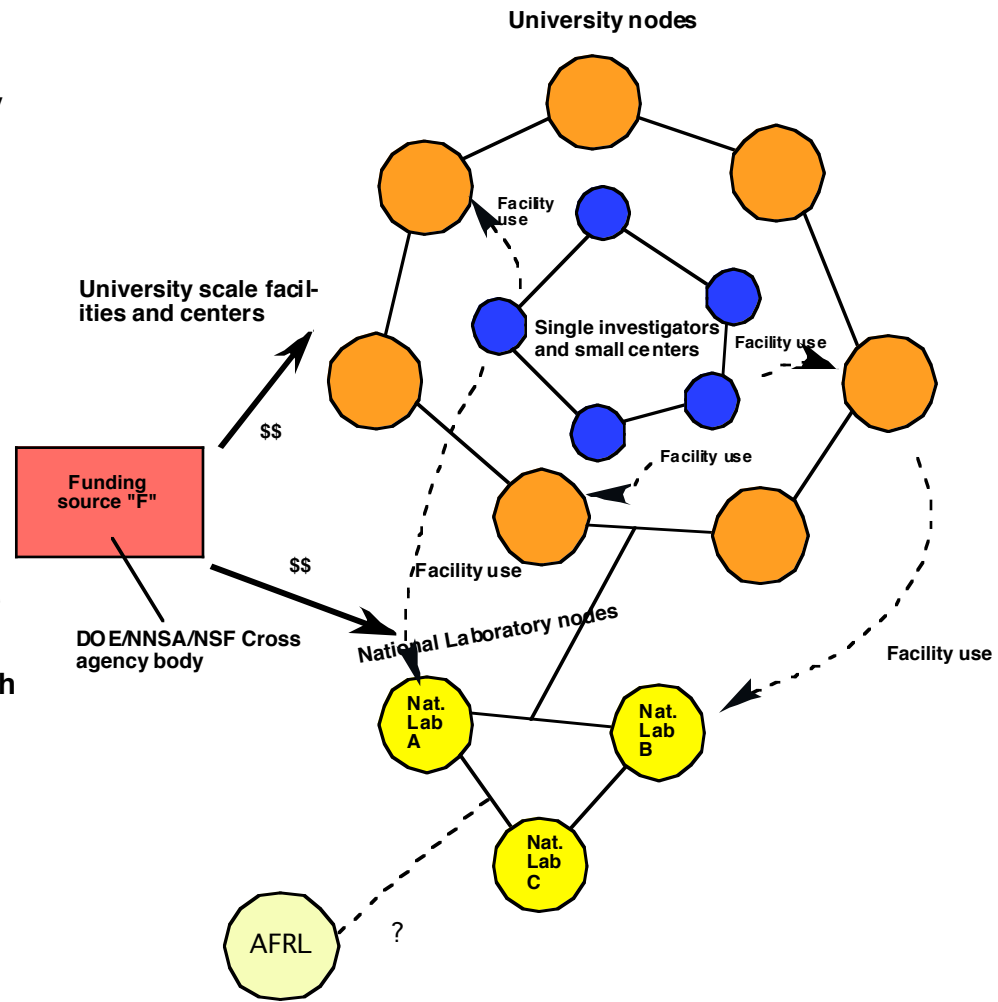 University nodes
y
Facility
use
University scale facil-
ities and centers
Single investigators
and small centers
Facility use
$$
Facility use
Funding
source "F"
$$
Facility use
National Laboratory nodes
DOE/NNSA/NSF Cross
agency body
Facility use
h
Nat.
Lab
A
Nat.
Lab
B
Nat.
Lab
C
AFRL
?